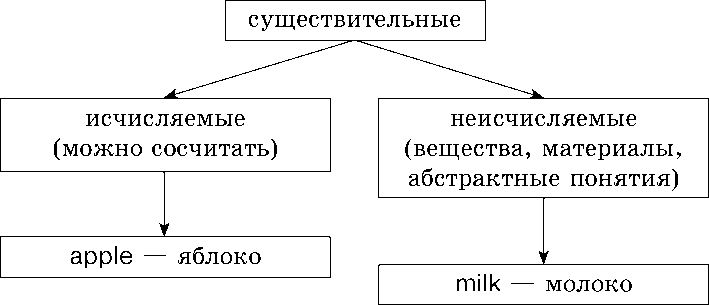 существительные
исчисляемые
(можно сосчитать)
неисчисляемые
(вещества, материалы,
абстрактные понятия)
apple — яблоко
milk — молоко